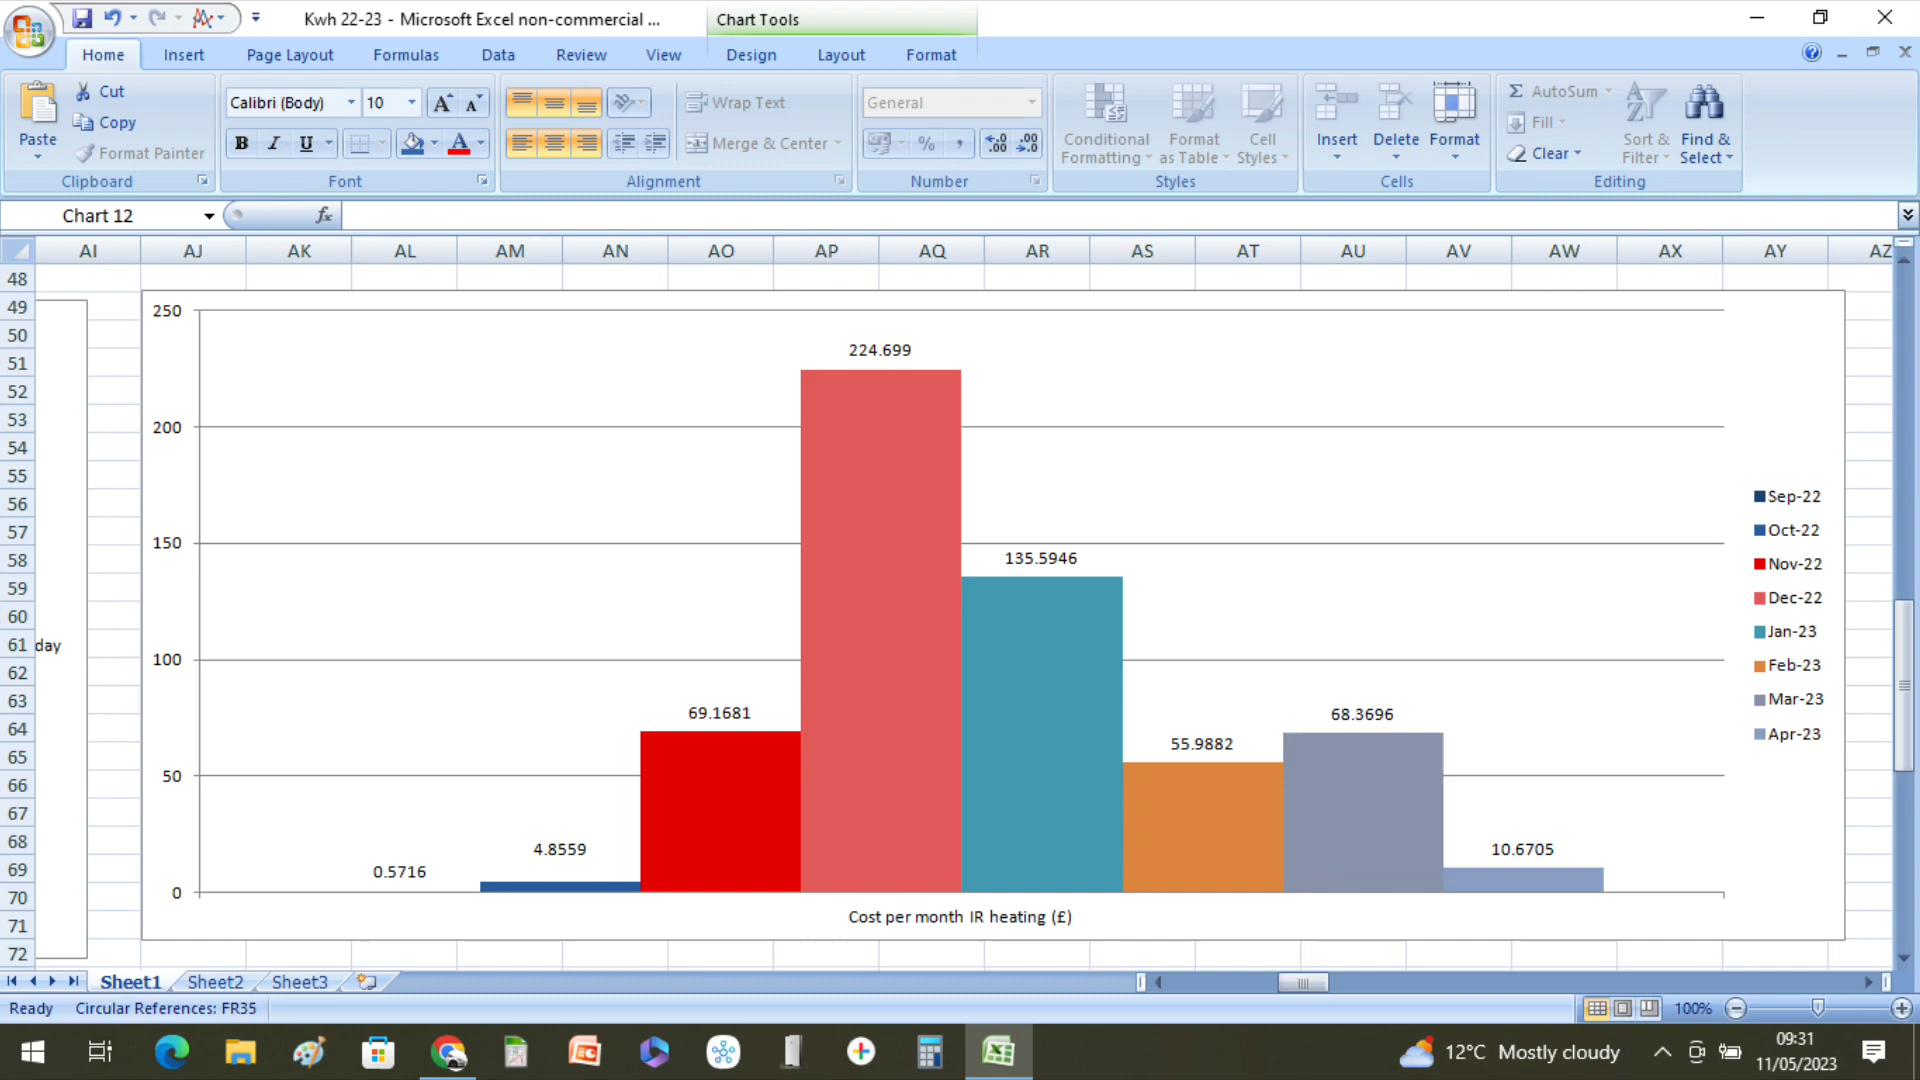 Kwh 22-23 - Microsoft Excel non-commercial ...
Chart Tools
Home Insert Page Layout Formulas Data Review View Design Layout Format
Paste
Cut
Copy
Format Painter
Clipboard
Calibri (Body) 10
B I U
Font
Wrap Text
Merge & Center
Alignment
General
% ,
Number
Conditional Formatting
Format as Table
Cell Styles
Styles
Insert Delete Format
Cells
Σ AutoSum
Fill
Clear
Sort & Filter
Find & Select
Editing
Chart 12
fx
AI AJ AK AL AM AN AO AP AQ AR AS AT AU AV AW AX AY AZ
48
49
50
51
52
53
54
55
56
57
58
59
60
61 day
62
63
64
65
66
67
68
69
70
71
72
250
200
150
100
50
0
0.5716
4.8559
69.1681
224.699
135.5946
55.9882
68.3696
10.6705
Cost per month IR heating (£)
Sep-22
Oct-22
Nov-22
Dec-22
Jan-23
Feb-23
Mar-23
Apr-23
Sheet1 Sheet2 Sheet3
Ready Circular References: FR35
100%
12°C Mostly cloudy
09:31
11/05/2023